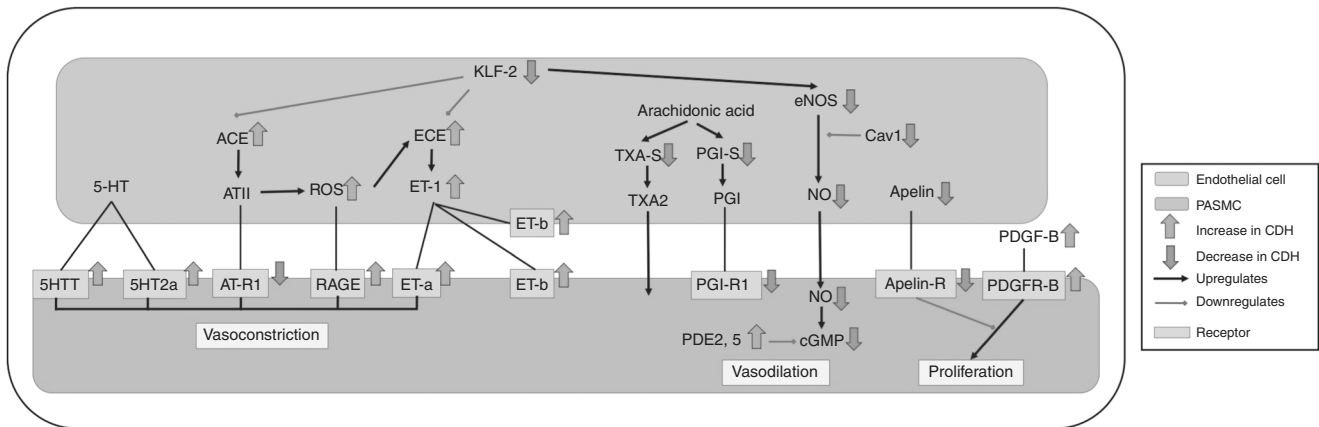 KLF-2
eNOS
Arachidonic acid
ACE
ECE
Cav1
TXA-S
PGI-S
5-HT
ATII
ROS
ET-1
TXA2
PGI
NO
Apelin
ET-b
PDGF-B
5HTT
5HT2a
AT-R1
RAGE
ET-a
ET-b
PGI-R1
Apelin-R
PDGFR-B
NO
Vasoconstriction
PDE2, 5
cGMP
Vasodilation
Proliferation
Endothelial cell
PASMC
Increase in CDH
Decrease in CDH
Upregulates
Downregulates
Receptor